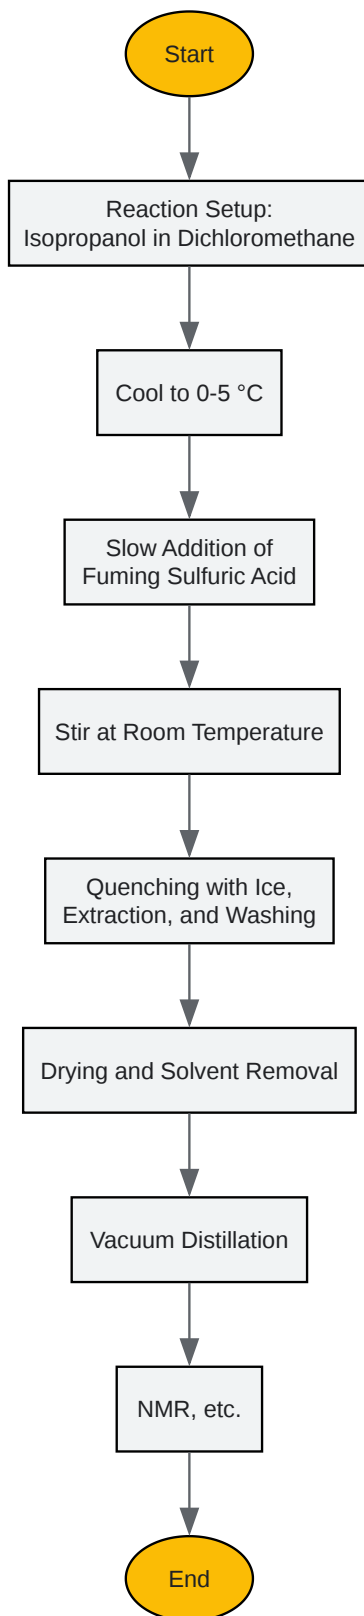 Start
Reaction Setup:
Isopropanol in Dichloromethane
Cool to 0-5 °C
Slow Addition of
Fuming Sulfuric Acid
Stir at Room Temperature
Quenching with Ice,
Extraction, and Washing
Drying and Solvent Removal
Vacuum Distillation
NMR, etc.
End